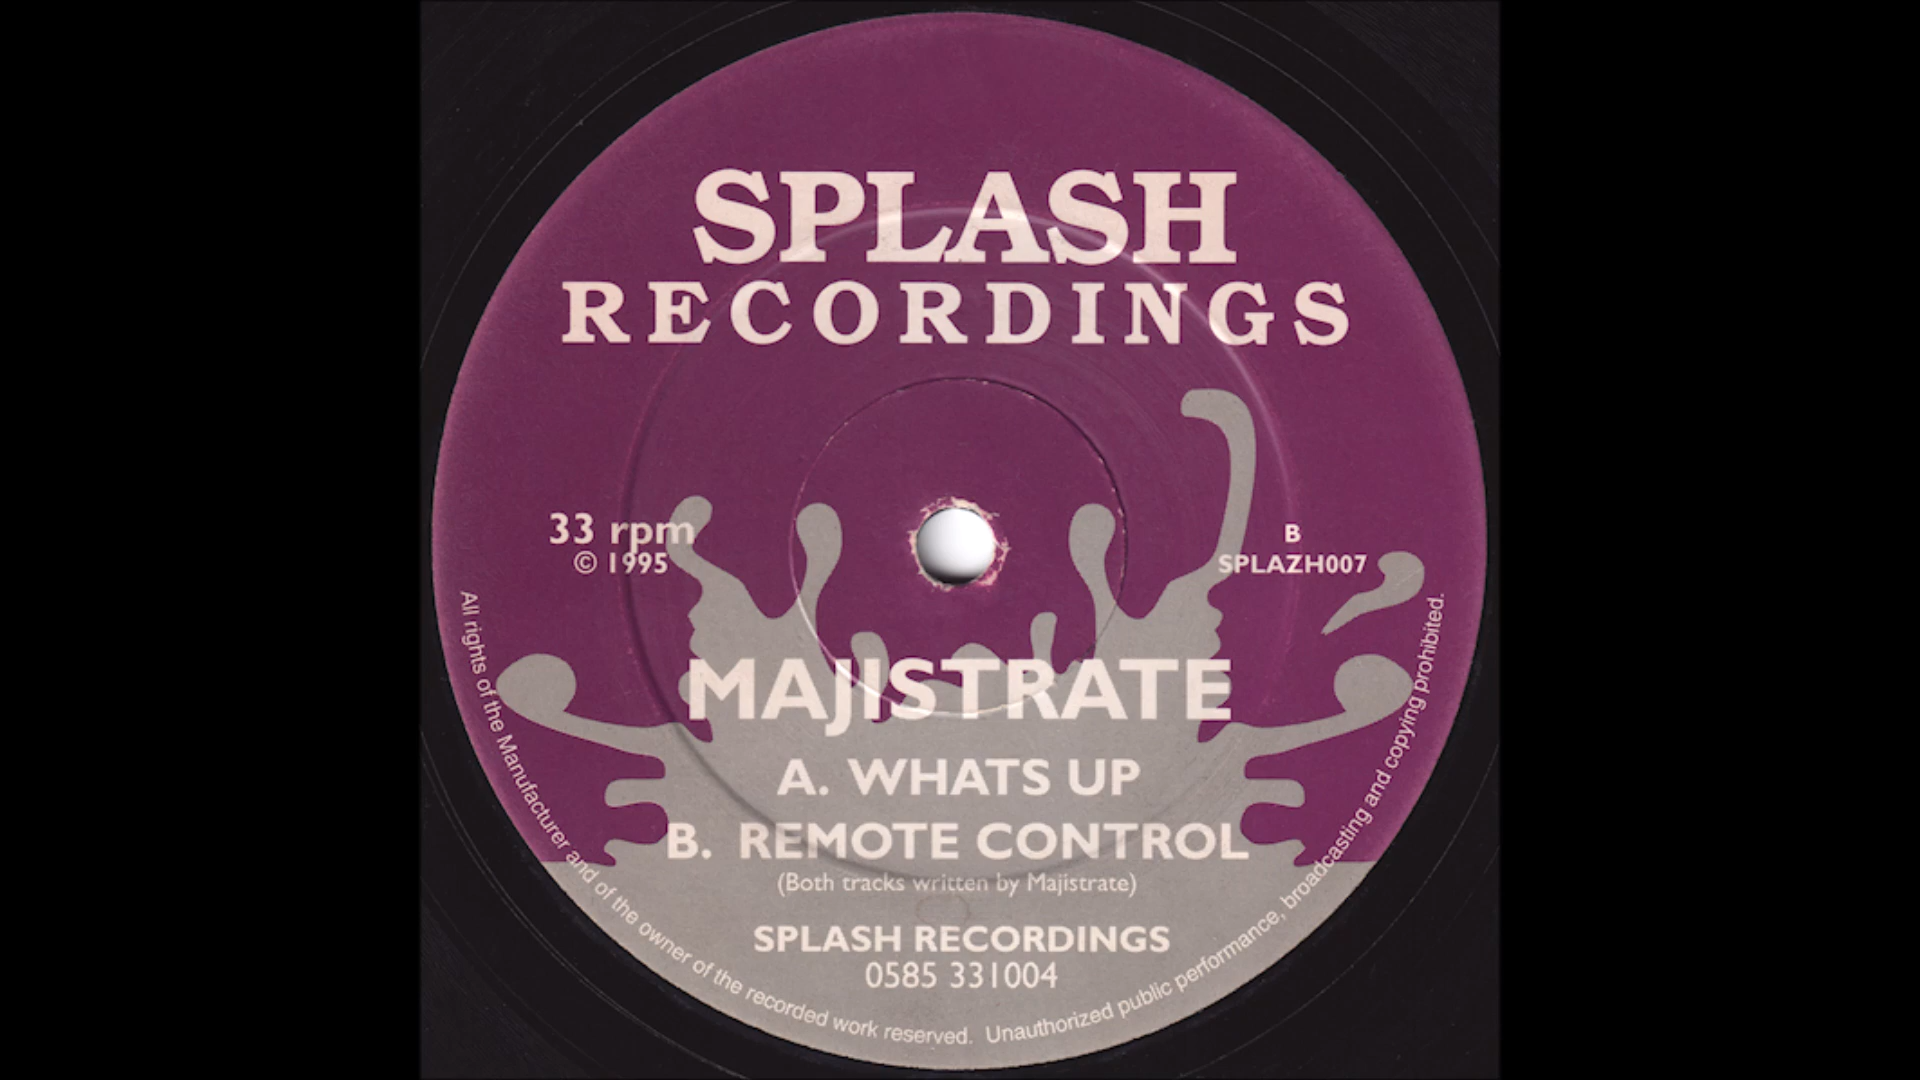 SPLASH
RECORDINGS
33 rpm
© 1995
B
SPLAZH007
MAJISTRATE
A. WHATS UP
B. REMOTE CONTROL
(Both tracks written by Majistrate)
SPLASH RECORDINGS
0585 331004
All rights of the Manufacturer and of the owner of the recorded work reserved. Unauthorized public performance, broadcasting and copying prohibited.